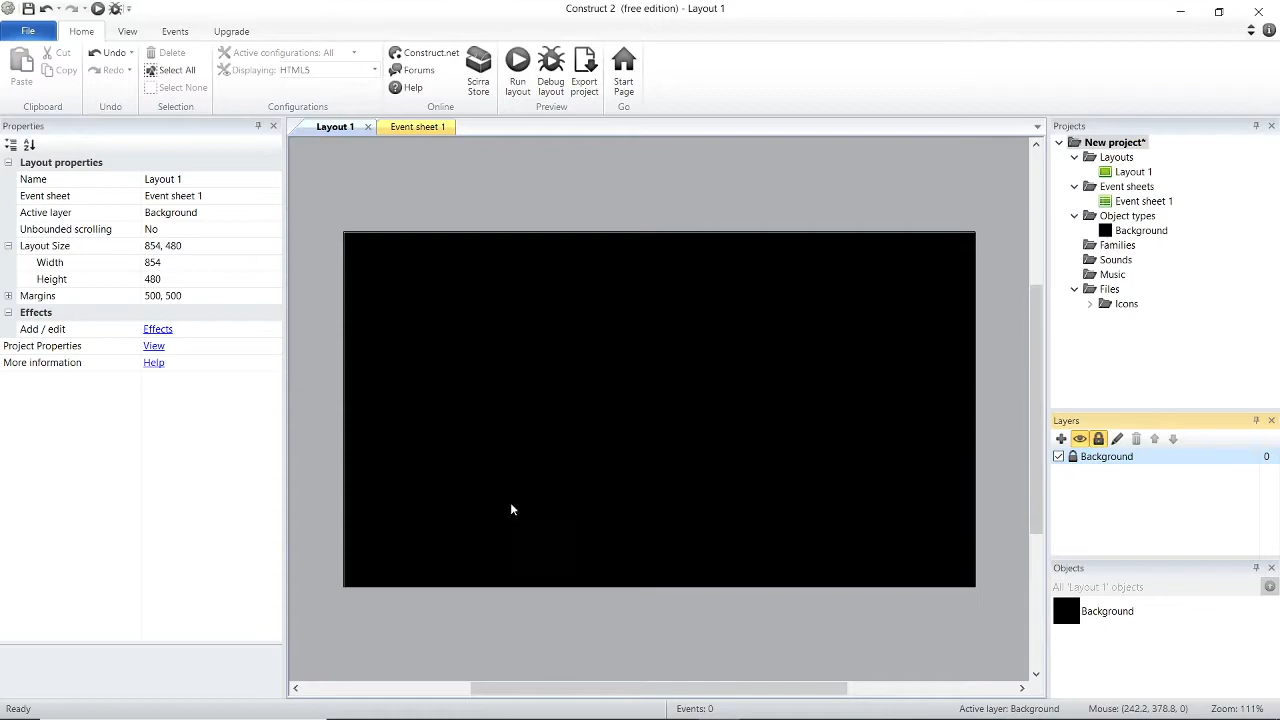 Construct 2  (free edition) - Layout 1
File Home View Events Upgrade
Paste Cut Copy Undo Redo Delete Select All Select None Active configurations: All Displaying: HTML5 Construct.net Forums Help Scirra Store Run layout Debug layout Export project Start Page
Clipboard Undo Selection Configurations Online Preview Go
Properties
Layout properties
Name Layout 1
Event sheet Event sheet 1
Active layer Background
Unbounded scrolling No
Layout Size 854, 480
Width 854
Height 480
Margins 500, 500
Effects
Add / edit Effects
Project Properties View
More information Help
Layout 1 Event sheet 1
Projects
New project*
Layouts
Layout 1
Event sheets
Event sheet 1
Object types
Background
Families
Sounds
Music
Files
Icons
Layers
Background 0
Objects
All 'Layout 1' objects
Background
Ready Events: 0 Active layer: Background Mouse: (242.2, 378.8, 0) Zoom: 111%